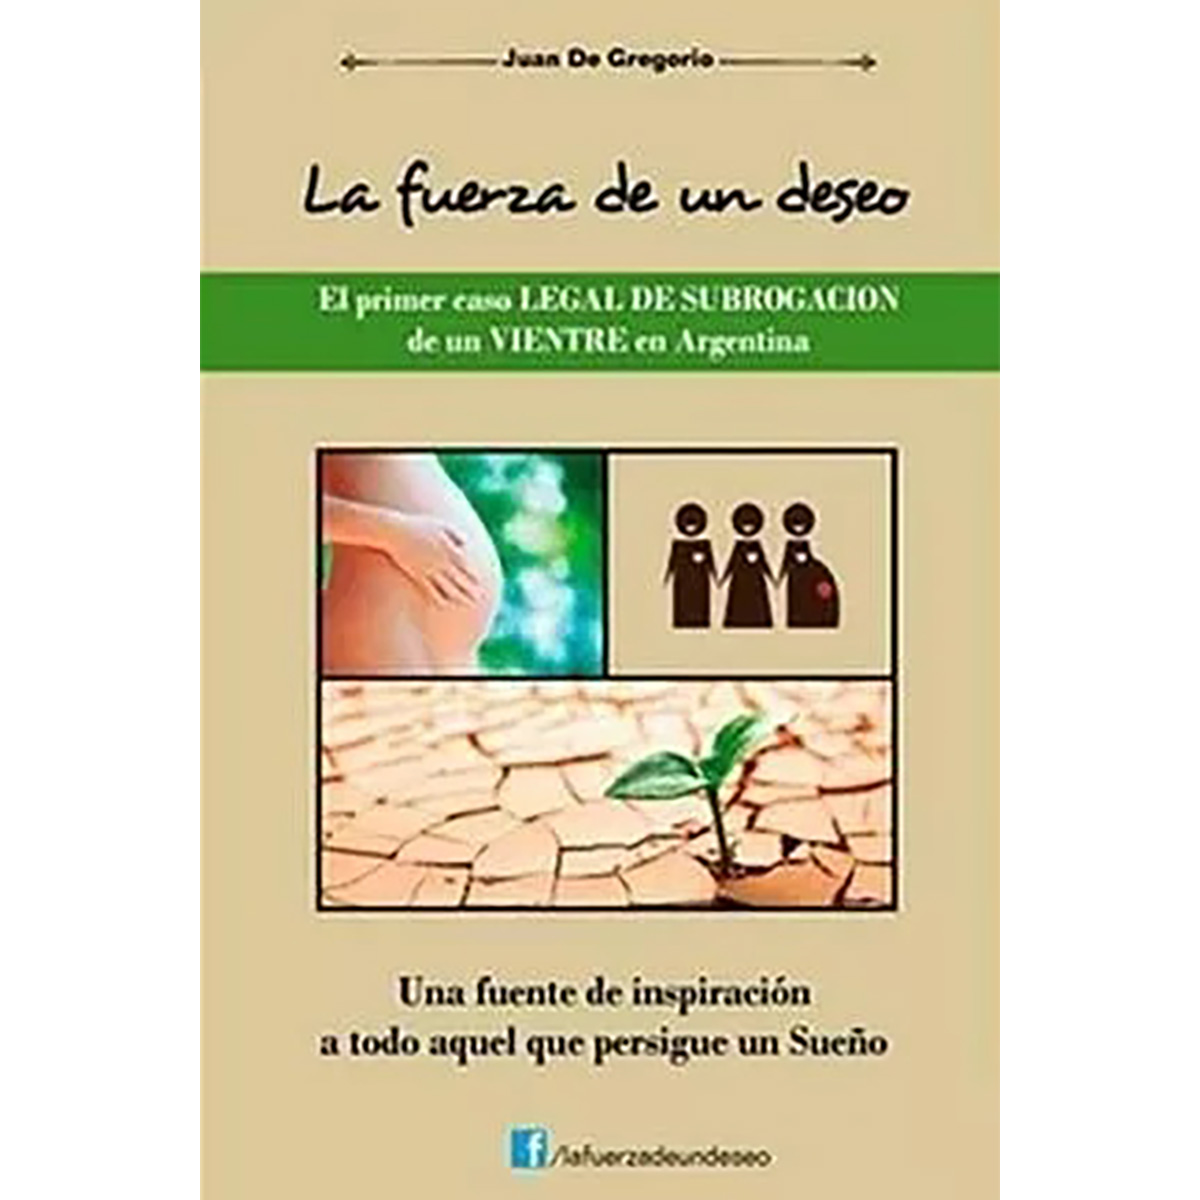 Juan De Gregorio
La fuerza de un deseo
El primer caso LEGAL DE SUBROGACION
de un VIENTRE en Argentina
Una fuente de inspiración
a todo aquel que persigue un Sueño
f /lafuerzadeundeseo